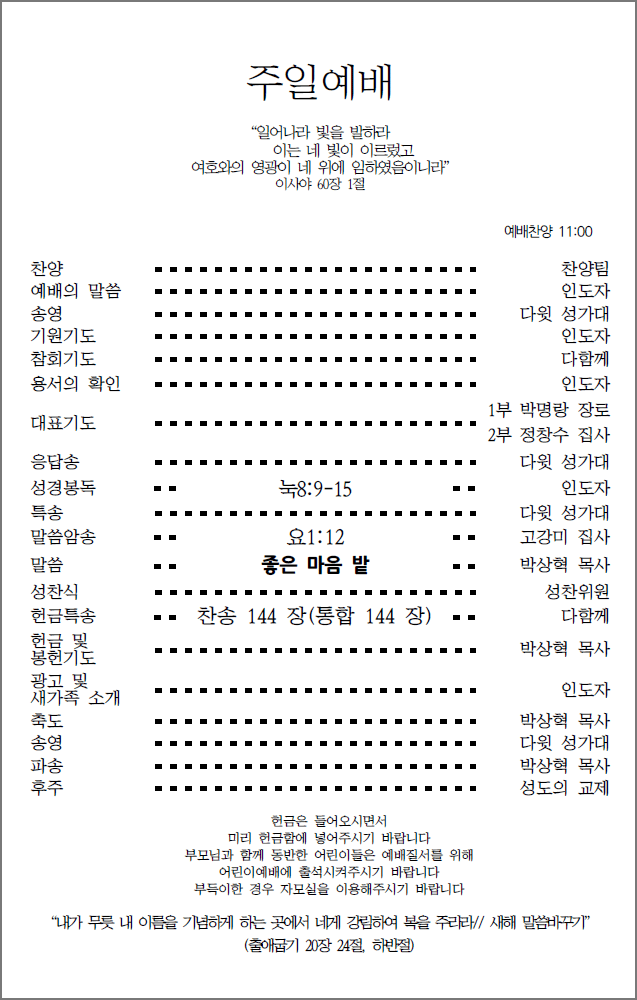 주일예배
“일어나라 빛을 발하라
이는 네 빛이 이르렀고
여호와의 영광이 네 위에 임하였음이니라”
이사야 60장 1절
예배찬양 11:00
찬양 찬양팀
예배의 말씀 인도자
송영 다윗 성가대
기원기도 인도자
참회기도 다함께
용서의 확인 인도자
대표기도 1부 박명랑 장로
2부 정창수 집사
응답송 다윗 성가대
성경봉독 눅8:9-15 인도자
특송 다윗 성가대
말씀암송 요1:12 고강미 집사
말씀 좋은 마음 밭 박상혁 목사
성찬식 성찬위원
헌금특송 찬송 144 장(통합 144 장) 다함께
헌금 및
봉헌기도 박상혁 목사
광고 및
새가족 소개 인도자
축도 박상혁 목사
송영 다윗 성가대
파송 박상혁 목사
후주 성도의 교제
헌금은 들어오시면서
미리 헌금함에 넣어주시기 바랍니다
부모님과 함께 동반한 어린이들은 예배질서를 위해
어린이예배에 출석시켜주시기 바랍니다
부득이한 경우 자모실을 이용해주시기 바랍니다
“내가 무릇 내 이름을 기념하게 하는 곳에서 네게 강림하여 복을 주리라// 새해 말씀바꾸기”
(출애굽기 20장 24절, 하반절)